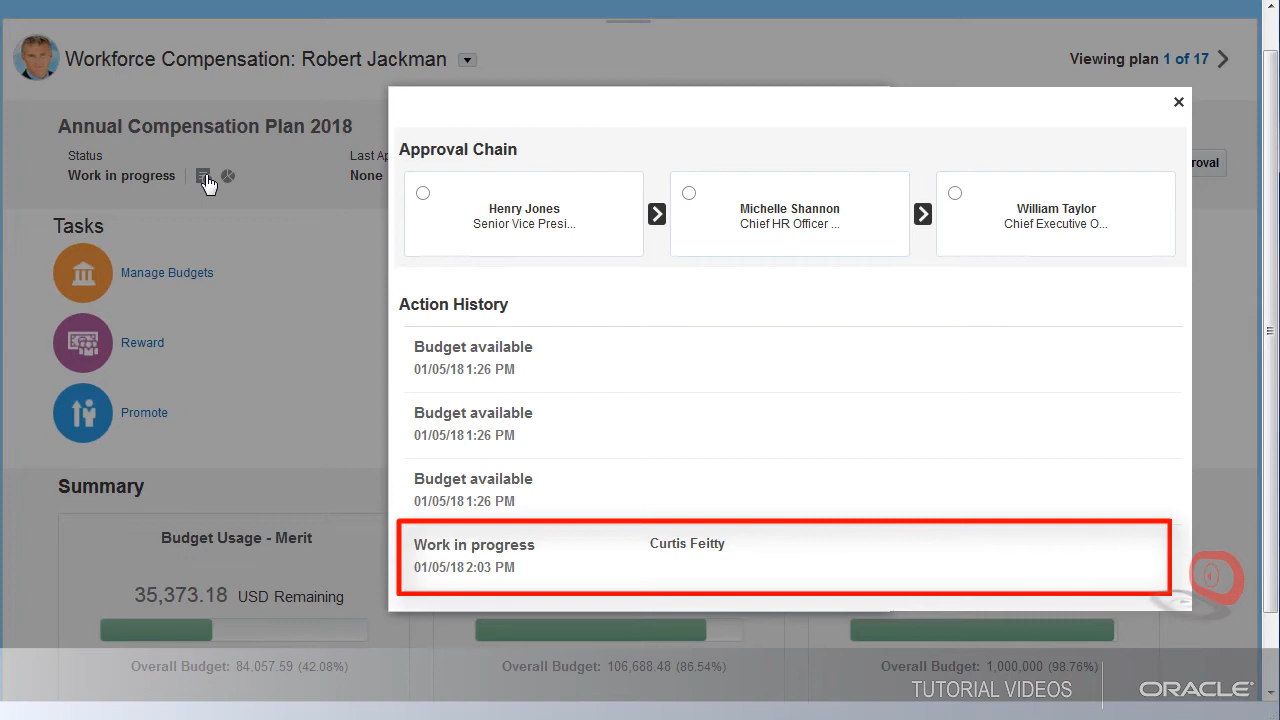 Workforce Compensation: Robert Jackman
Viewing plan 1 of 17
Annual Compensation Plan 2018
Status
Last Ap
Work in progress
None
roval
Tasks
Manage Budgets
Reward
Promote
Summary
Budget Usage - Merit
35,373.18 USD Remaining
Overall Budget: 84,057.59 (42.08%)
Overall Budget: 106,688.48 (86.54%)
Overall Budget: 1,000,000 (98.76%)
Approval Chain
Henry Jones
Senior Vice Presi...
Michelle Shannon
Chief HR Officer ...
William Taylor
Chief Executive O...
Action History
Budget available
01/05/18 1:26 PM
Budget available
01/05/18 1:26 PM
Budget available
01/05/18 1:26 PM
Work in progress
Curtis Feitty
01/05/18 2:03 PM
TUTORIAL VIDEOS
ORACLE